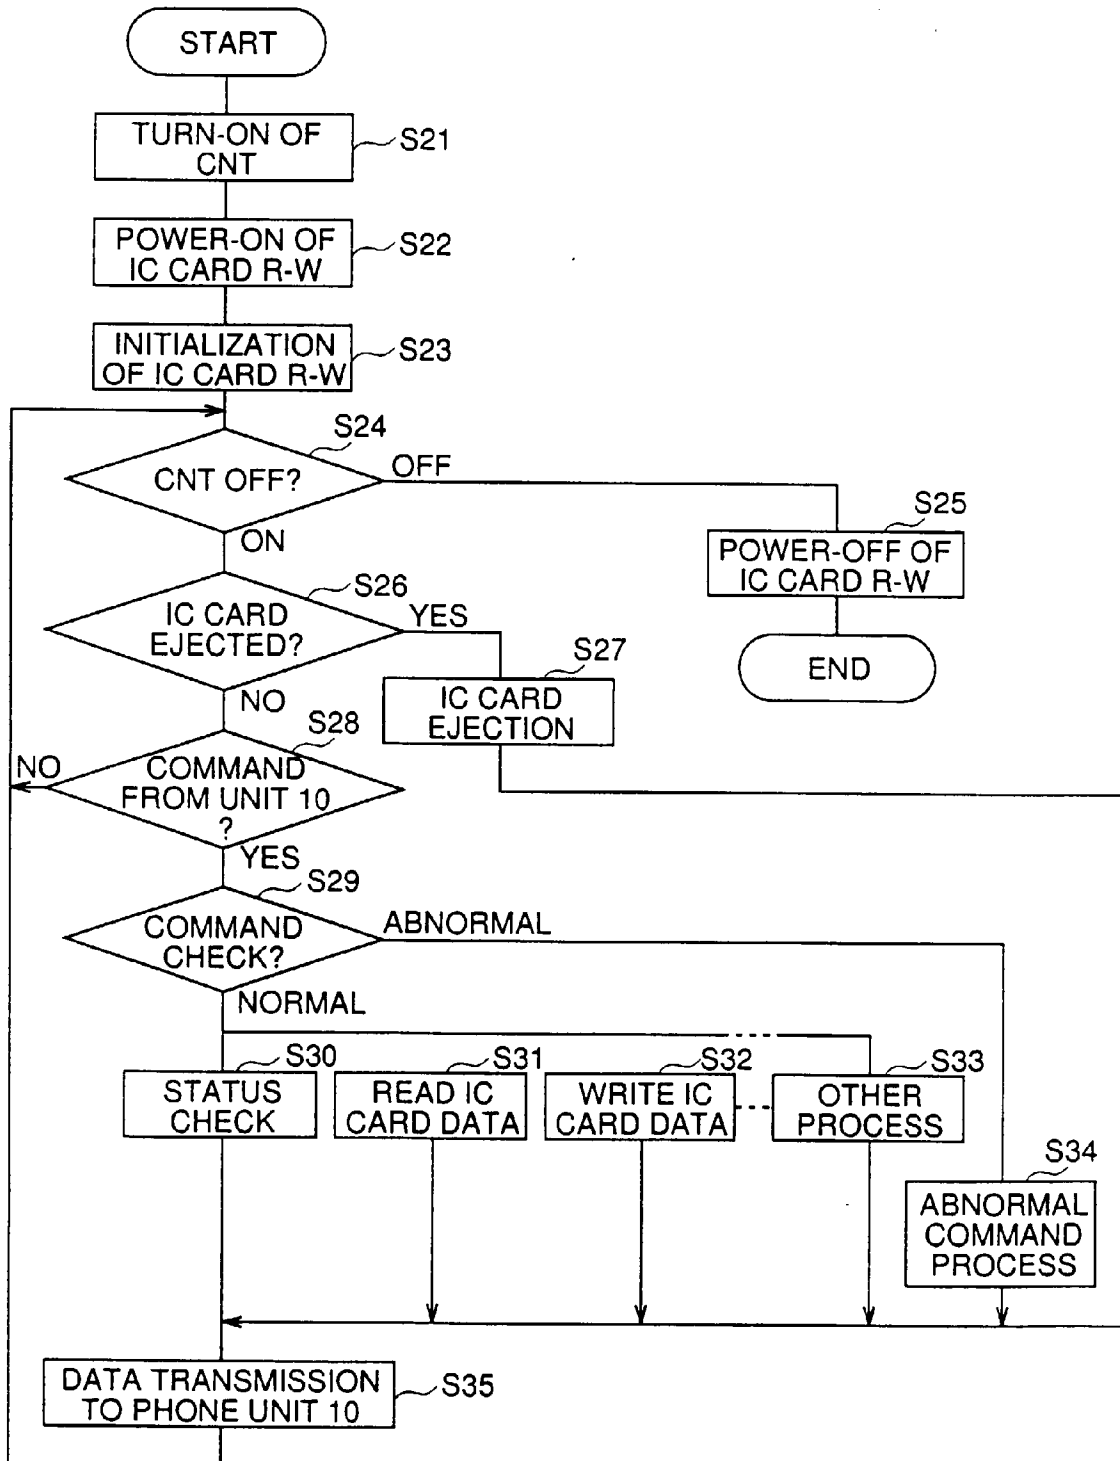 START
TURN-ON OF
CNT
S21
POWER-ON OF
IC CARD R-W
S22
INITIALIZATION
OF IC CARD R-W
S23
S24
CNT OFF?
OFF
ON
S25
POWER-OFF OF
IC CARD R-W
END
S26
IC CARD
EJECTED?
YES
NO
S27
IC CARD
EJECTION
S28
COMMAND
FROM UNIT 10
?
NO
YES
S29
COMMAND
CHECK?
ABNORMAL
NORMAL
S30
STATUS
CHECK
S31
READ IC
CARD DATA
S32
WRITE IC
CARD DATA
S33
OTHER
PROCESS
S34
ABNORMAL
COMMAND
PROCESS
DATA TRANSMISSION
TO PHONE UNIT 10
S35